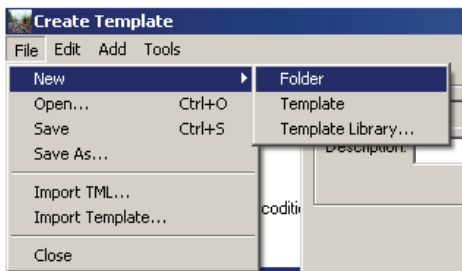 Create Template
File Edit Add Tools
New
Folder
Open... Ctrl+O
Template
Save Ctrl+S
Template Library...
Save As...
Description:
Import TML...
Import Template...
Close